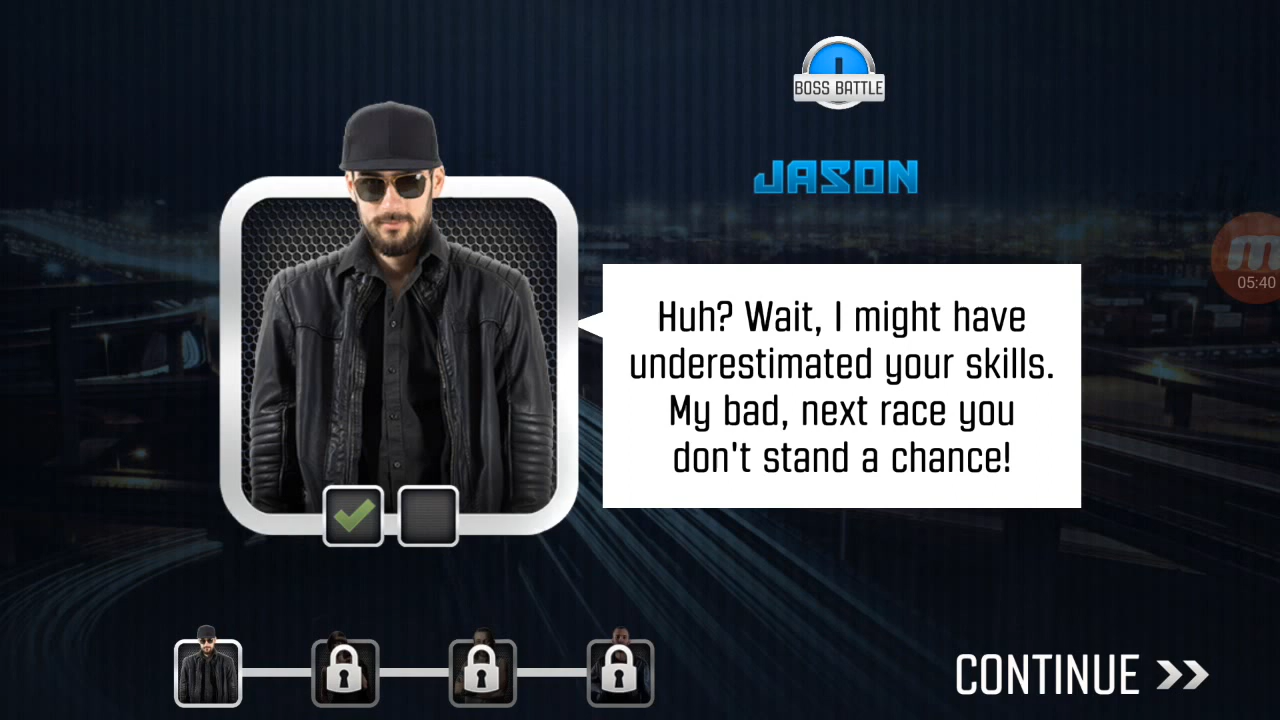 BOSS BATTLE
JASON
Huh? Wait, I might have
underestimated your skills.
My bad, next race you
don't stand a chance!
05:40
CONTINUE